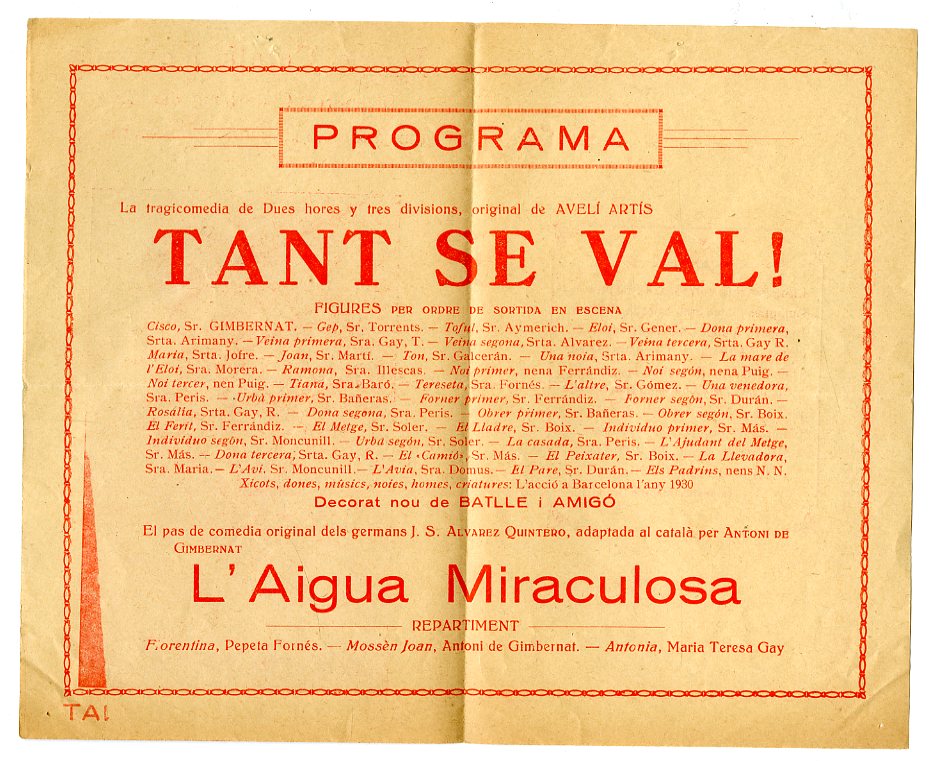 PROGRAMA
La tragicomedia de Dues hores y tres divisions, original de AVELÍ ARTÍS
TANT SE VAL!
FIGURES PER ORDRE DE SORTIDA EN ESCENA
Cisco, Sr. GIMBERNAT. — Gep, Sr. Torrents. — Toful, Sr. Aymerich. — Eloi, Sr. Gener. — Dona primera,
Srta. Arimany. — Veina primera, Sra. Gay, T. — Veina segona, Srta. Alvarez. — Veina tercera, Srta. Gay R.
Maria, Srta. Jofre. — Joan, Sr. Martí. — Ton, Sr. Galcerán. — Una noia, Srta. Arimany. — La mare de
l'Eloi, Sra. Morera. — Ramona, Sra. Illescas. — Noi primer, nena Ferrándiz. — Noi segón, nena Puig. —
Noi tercer, nen Puig. — Tiana, Sra. Baró. — Tereseta, Sra. Fornés. — L'altre, Sr. Gómez. — Una venedora,
Sra. Peris. — Urbá primer, Sr. Bañeras. — Forner primer, Sr. Ferrándiz. — Forner segón, Sr. Durán. —
Rosália, Srta. Gay, R. — Dona segona, Sra. Peris. — Obrer primer, Sr. Bañeras. — Obrer segón, Sr. Boix.
El Ferit, Sr. Ferrándiz. — El Metge, Sr. Soler. — El Lladre, Sr. Boix. — Individuo primer, Sr. Más. —
Individuo segón, Sr. Moncunill. — Urbá segón, Sr. Soler. — La casada, Sra. Peris. — L'Ajudant del Metge,
Sr. Más. — Dona tercera, Srta. Gay, R. — El «Camió», Sr. Más. — El Peixater, Sr. Boix. — La Llevadora,
Sra. Maria. — L'Avi, Sr. Moncunill. — L'Avia, Sra. Domus. — El Pare, Sr. Durán. — Els Padrins, nens N. N.
Xicots, dones, músics, noies, homes, criatures: L'acció a Barcelona l'any 1930
Decorat nou de BATLLE i AMIGÓ
El pas de comedia original dels germans J. S. ALVAREZ QUINTERO, adaptada al català per ANTONI DE
GIMBERNAT
L'Aigua Miraculosa
REPARTIMENT
Florentina, Pepeta Fornés. — Mossèn Joan, Antoni de Gimbernat. — Antonia, Maria Teresa Gay
TAI